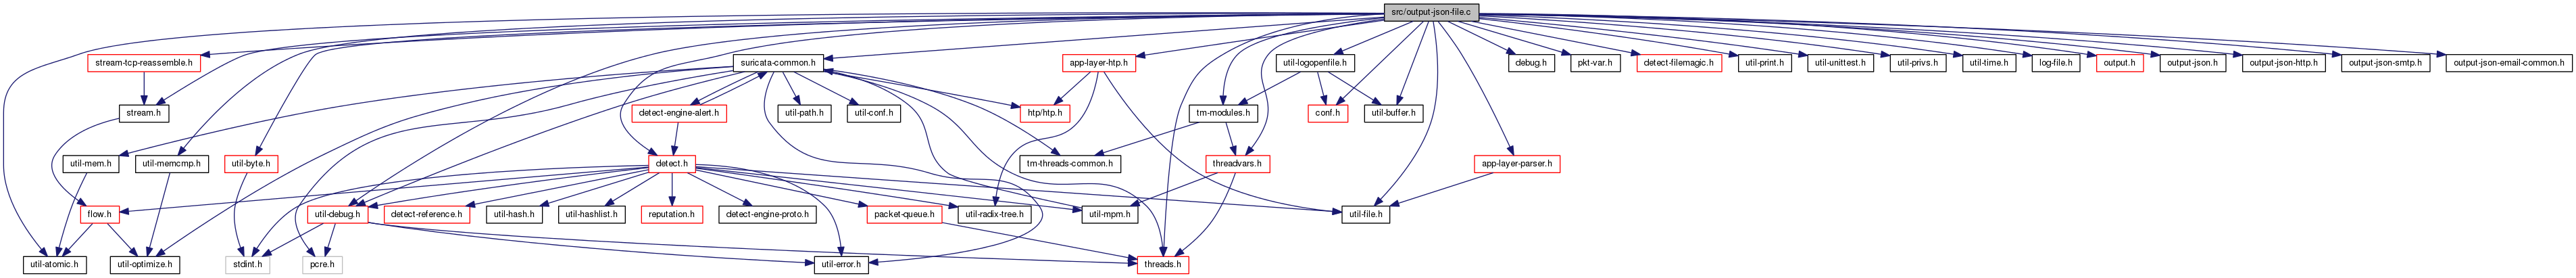 src/output-json-file.c
stream-tcp-reassemble.h
suricata-common.h
app-layer-htp.h
util-logopenfile.h
debug.h
pkt-var.h
detect-filemagic.h
util-print.h
util-unittest.h
util-privs.h
util-time.h
log-file.h
output.h
output-json.h
output-json-http.h
output-json-smtp.h
output-json-email-common.h
stream.h
detect-engine-alert.h
util-path.h
util-conf.h
htp/htp.h
tm-modules.h
conf.h
util-buffer.h
util-mem.h
util-memcmp.h
util-byte.h
detect.h
tm-threads-common.h
threadvars.h
app-layer-parser.h
flow.h
util-debug.h
detect-reference.h
util-hash.h
util-hashlist.h
reputation.h
detect-engine-proto.h
packet-queue.h
util-radix-tree.h
util-mpm.h
util-file.h
util-atomic.h
util-optimize.h
stdint.h
pcre.h
util-error.h
threads.h